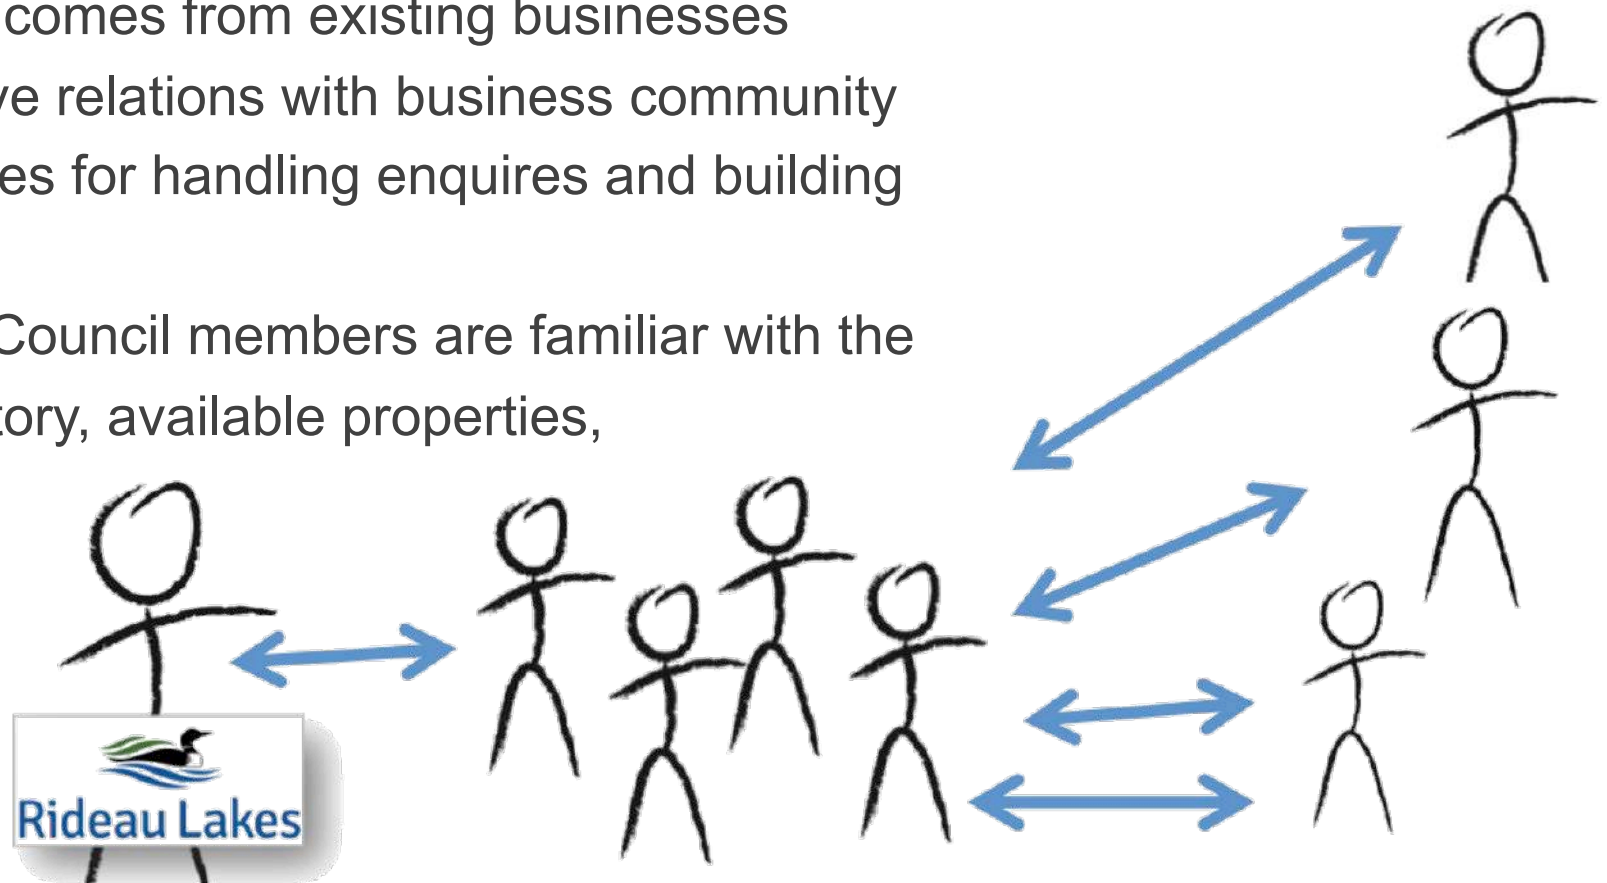 comes from existing businesses
ve relations with business community
es for handling enquires and building
Council members are familiar with the
tory, available properties,
Rideau Lakes